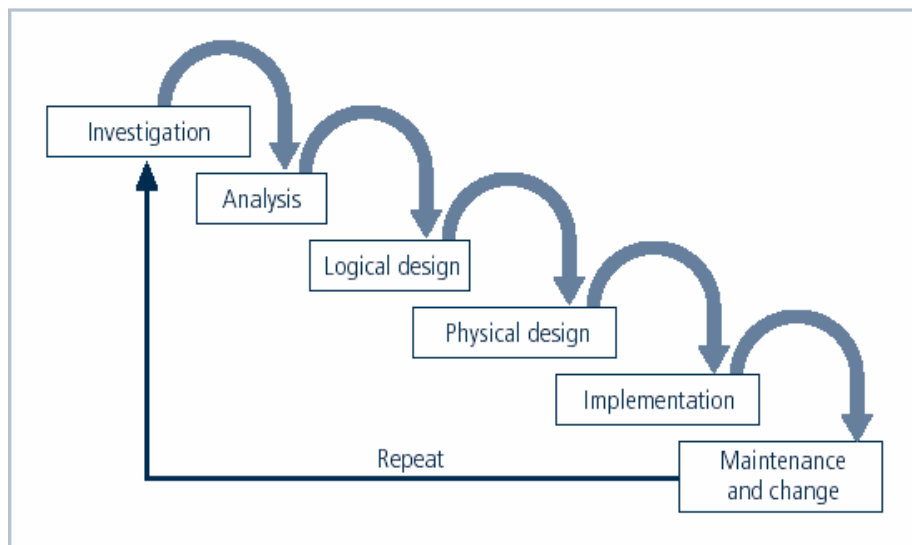 Investigation
Analysis
Logical design
Physical design
Implementation
Maintenance
and change
Repeat